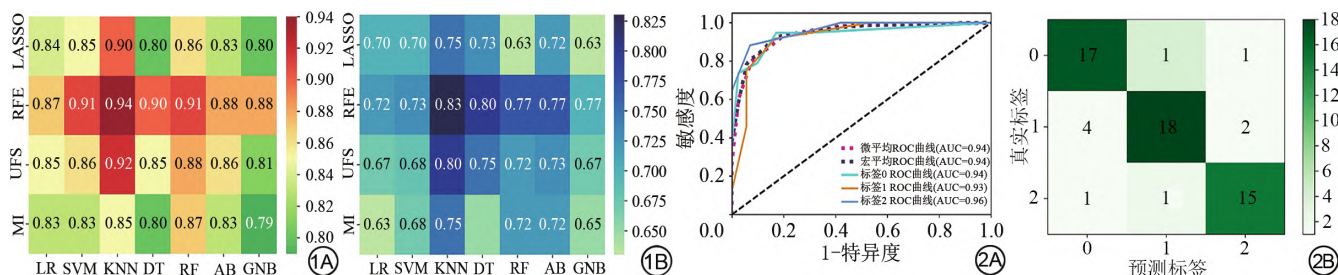 LASSO 0.84 0.85 0.90 0.80 0.86 0.83 0.80
RFE 0.87 0.91 0.94 0.90 0.91 0.88 0.88
UFS 0.85 0.86 0.92 0.85 0.88 0.86 0.81
MI 0.83 0.83 0.85 0.80 0.87 0.83 0.79
LR SVM KNN DT RF AB GNB
0.94
0.92
0.90
0.88
0.86
0.84
0.82
0.80
1A
LASSO 0.70 0.70 0.75 0.73 0.63 0.72 0.63
RFE 0.72 0.73 0.83 0.80 0.77 0.77 0.77
UFS 0.67 0.68 0.80 0.75 0.72 0.73 0.67
MI 0.63 0.68 0.75 0.72 0.72 0.65
LR SVM KNN DT RF AB GNB
0.825
0.800
0.775
0.750
0.725
0.700
0.675
0.650
1B
敏感度
1.0
0.8
0.6
0.4
0.2
0.0 0.2 0.4 0.6 0.8 1.0
1-特异度
微平均ROC曲线(AUC=0.94)
宏平均ROC曲线(AUC=0.94)
标签0 ROC曲线(AUC=0.94)
标签1 ROC曲线(AUC=0.93)
标签2 ROC曲线(AUC=0.96)
2A
真实标签
0 17 1 1
1 4 18 2
2 1 1 15
0 1 2
预测标签
18
16
14
12
10
8
6
4
2
2B